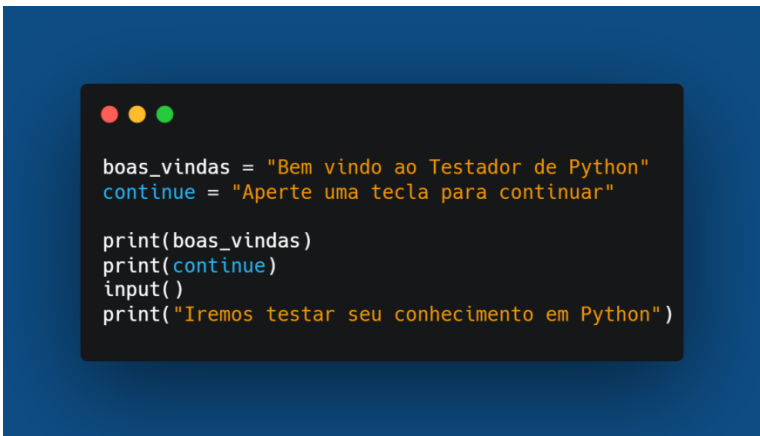 boas_vindas = "Bem vindo ao Testador de Python"
continue = "Aperte uma tecla para continuar"
print(boas_vindas)
print(continue)
input()
print("Iremos testar seu conhecimento em Python")